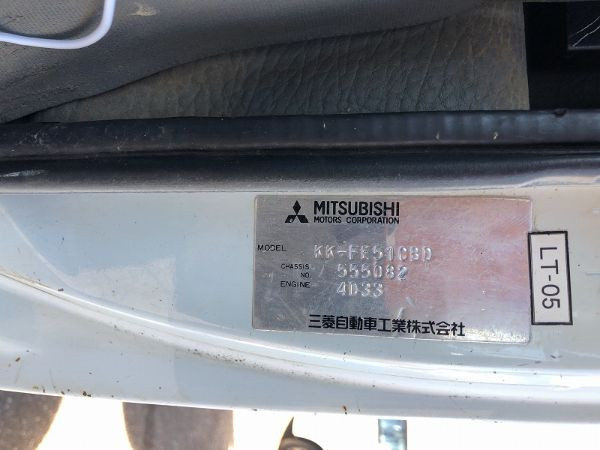 MITSUBISHI
MOTORS CORPORATION
MODEL KK-FE51CBD
CHASSIS NO. 555082
ENGINE 4D33
三菱自動車工業株式会社
LT-05